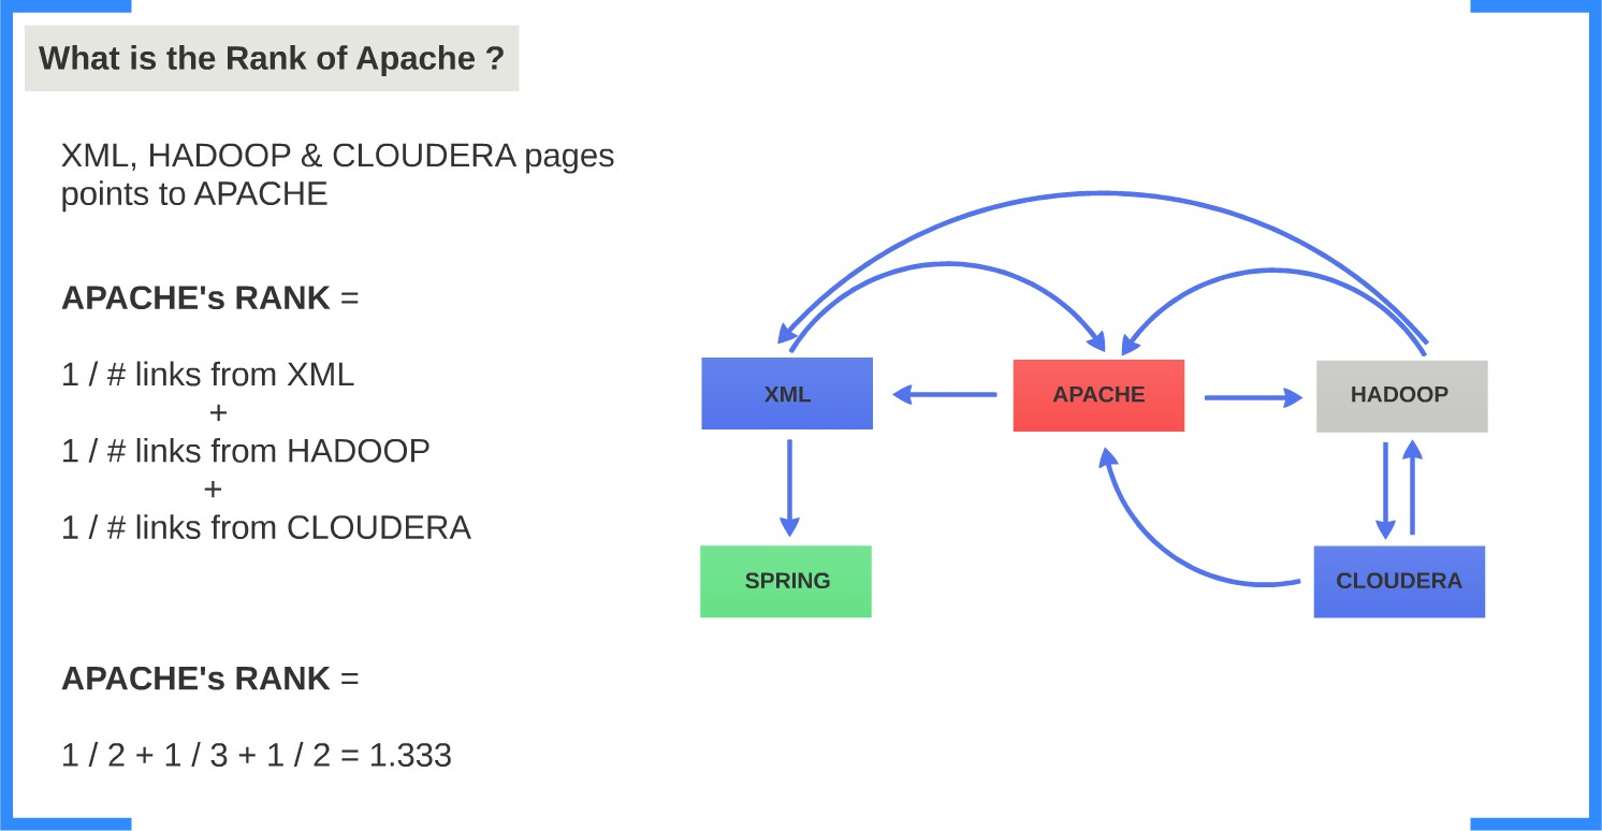 What is the Rank of Apache ?
XML, HADOOP & CLOUDERA pages
points to APACHE
APACHE's RANK =
1 / # links from XML
+
1 / # links from HADOOP
+
1 / # links from CLOUDERA
APACHE's RANK =
1 / 2 + 1 / 3 + 1 / 2 = 1.333
XML
APACHE
HADOOP
SPRING
CLOUDERA